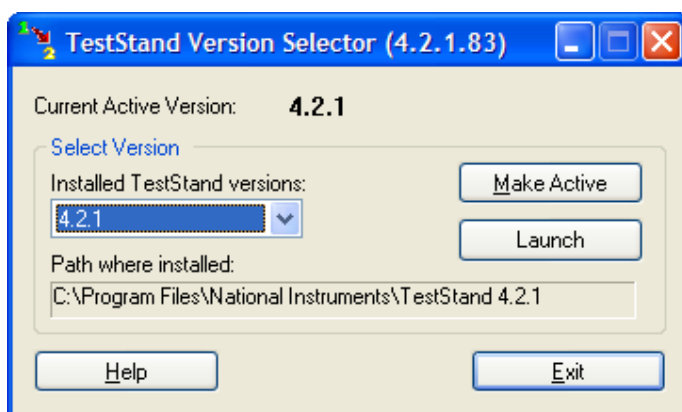 TestStand Version Selector (4.2.1.83)
Current Active Version: 4.2.1
Select Version
Installed TestStand versions:
4.2.1
Make Active
Launch
Path where installed:
C:\Program Files\National Instruments\TestStand 4.2.1
Help
Exit